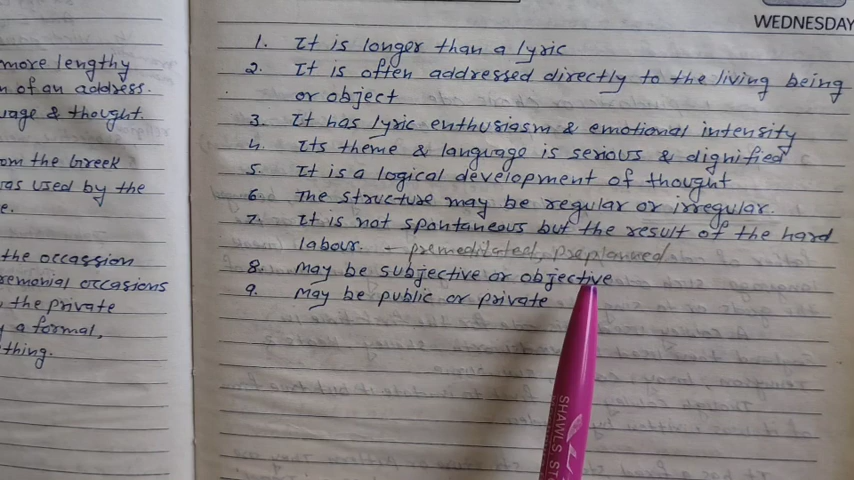 WEDNESDAY
more lengthy
of an address.
uage & thought.
om the Greek
as used by the
e.
the occassion
remonial occasions
the private
y a formal,
thing.
1. It is longer than a lyric
2. It is often addressed directly to the living being
or object
3. It has lyric enthusiasm & emotional intensity
4. Its theme & language is serious & dignified
5. It is a logical development of thought
6. The structure may be regular or irregular.
7. It is not spontaneous but the result of the hard
labour. - premeditated, preplanned
8. May be subjective or objective
9. May be public or private
SHAWLS, ST